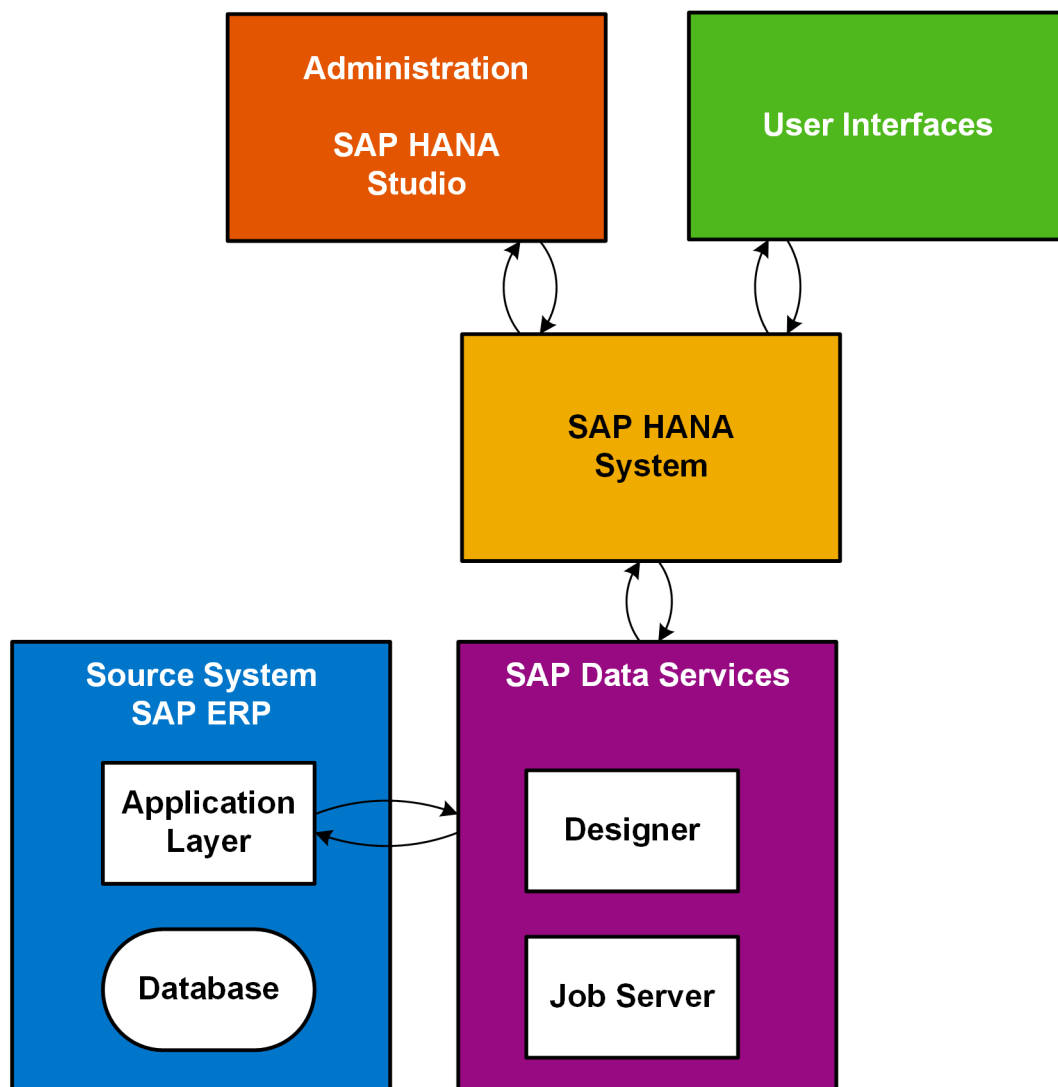 Administration
SAP HANA
Studio
User Interfaces
SAP HANA
System
Source System
SAP ERP
Application
Layer
Database
SAP Data Services
Designer
Job Server